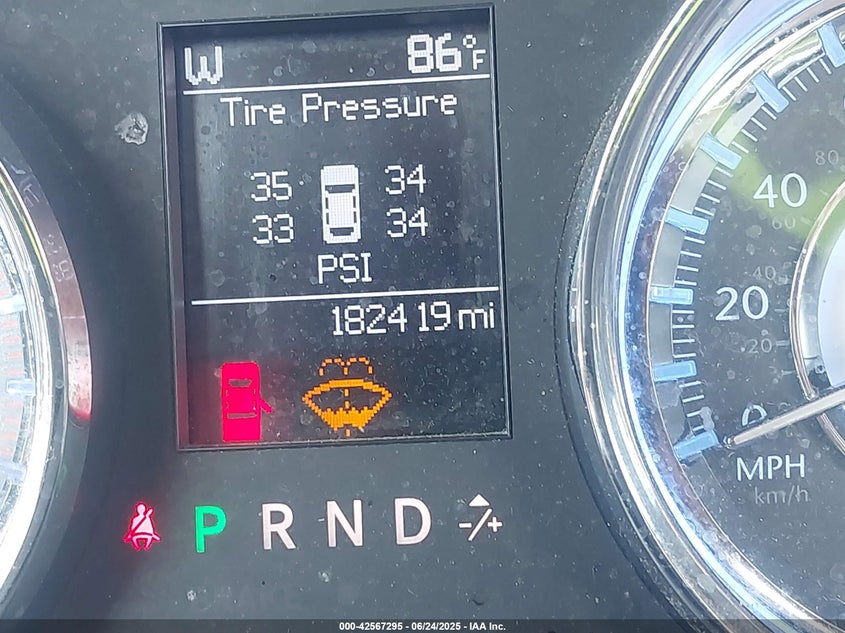 W 86°F
Tire Pressure
35 34
33 34
PSI
182419 mi
P R N D -/+
40
20
0
MPH
km/h
80
60
40
20
000-42567295 - 06/24/2025 - IAA Inc.